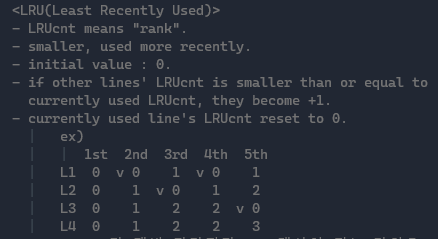 <LRU(Least Recently Used)>
- LRUcnt means "rank".
- smaller, used more recently.
- initial value : 0.
- if other lines' LRUcnt is smaller than or equal to
currently used LRUcnt, they become +1.
- currently used line's LRUcnt reset to 0.
ex)
1st 2nd 3rd 4th 5th
L1 0 v 0 1 v 0 1
L2 0 1 v 0 1 2
L3 0 1 2 2 v 0
L4 0 1 2 2 3